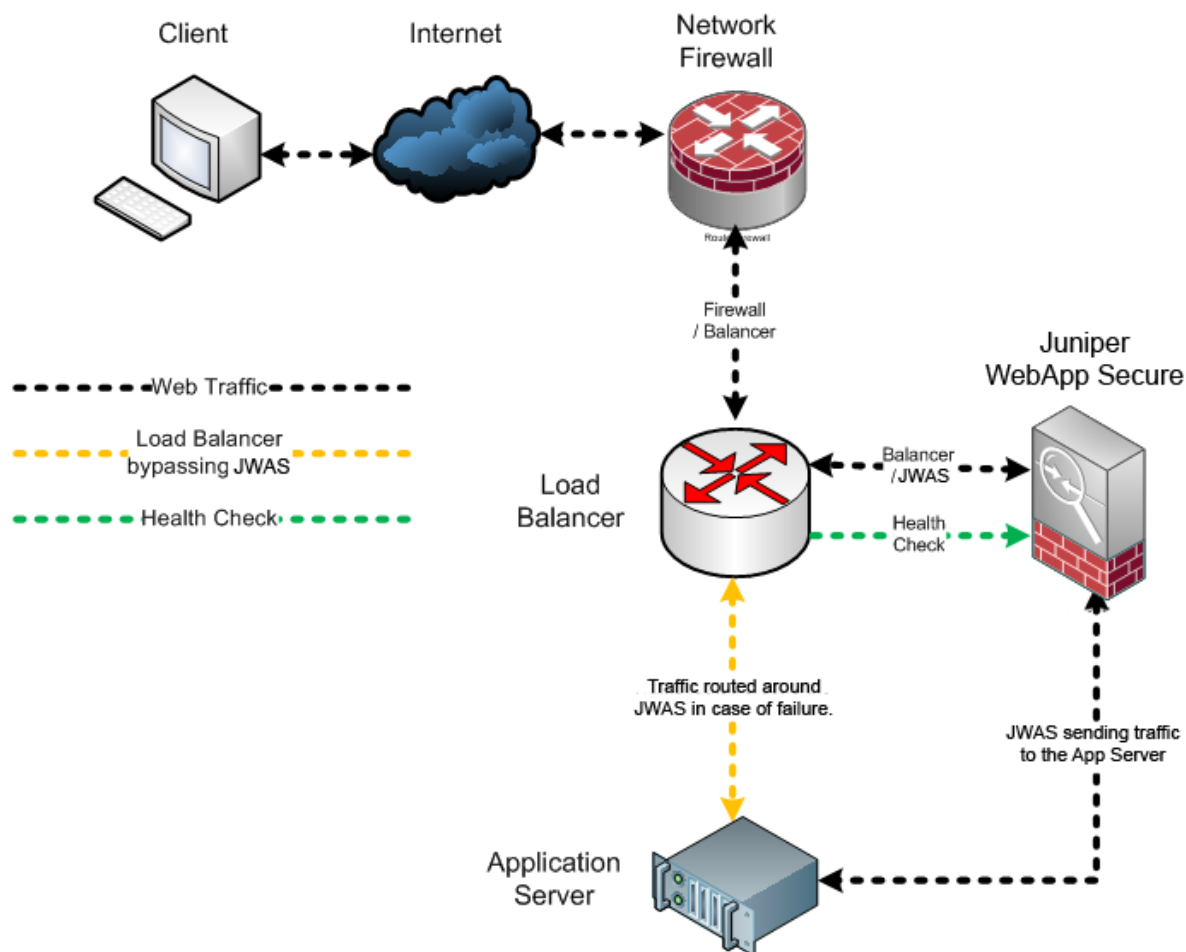 Client
Internet
Network
Firewall
Firewall
/ Balancer
Juniper
WebApp Secure
Web Traffic
Load Balancer
bypassing JWAS
Health Check
Load
Balancer
Balancer
/JWAS
Health
Check
Traffic routed around
JWAS in case of failure.
JWAS sending traffic
to the App Server
Application
Server